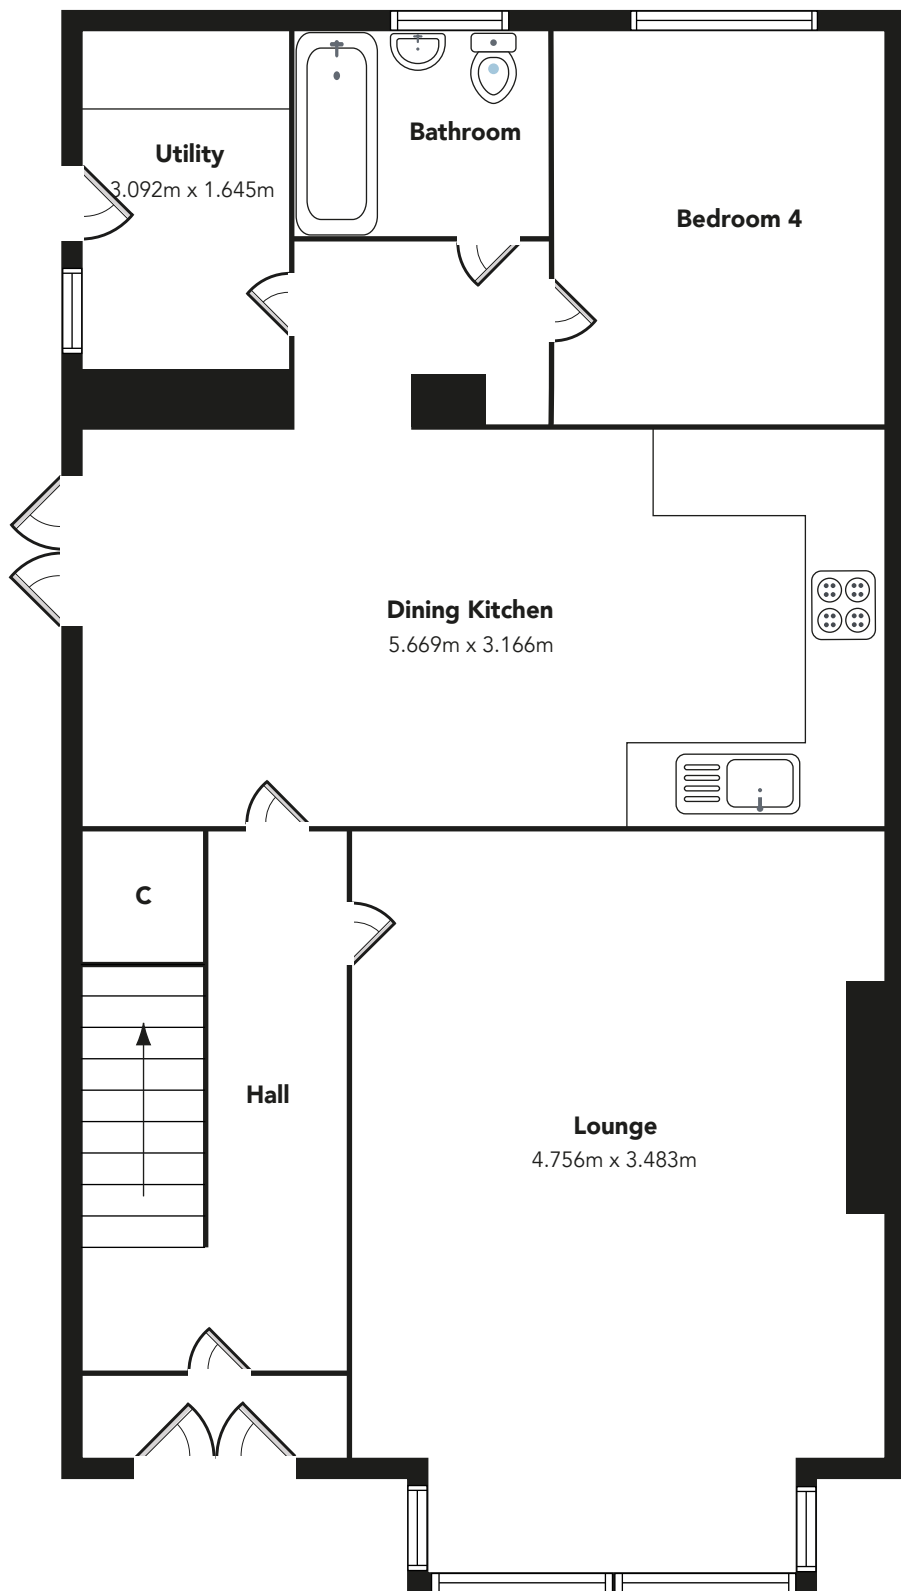 Bathroom
Utility
3.092m x 1.645m
Bedroom 4
Dining Kitchen
5.669m x 3.166m
C
Hall
Lounge
4.756m x 3.483m